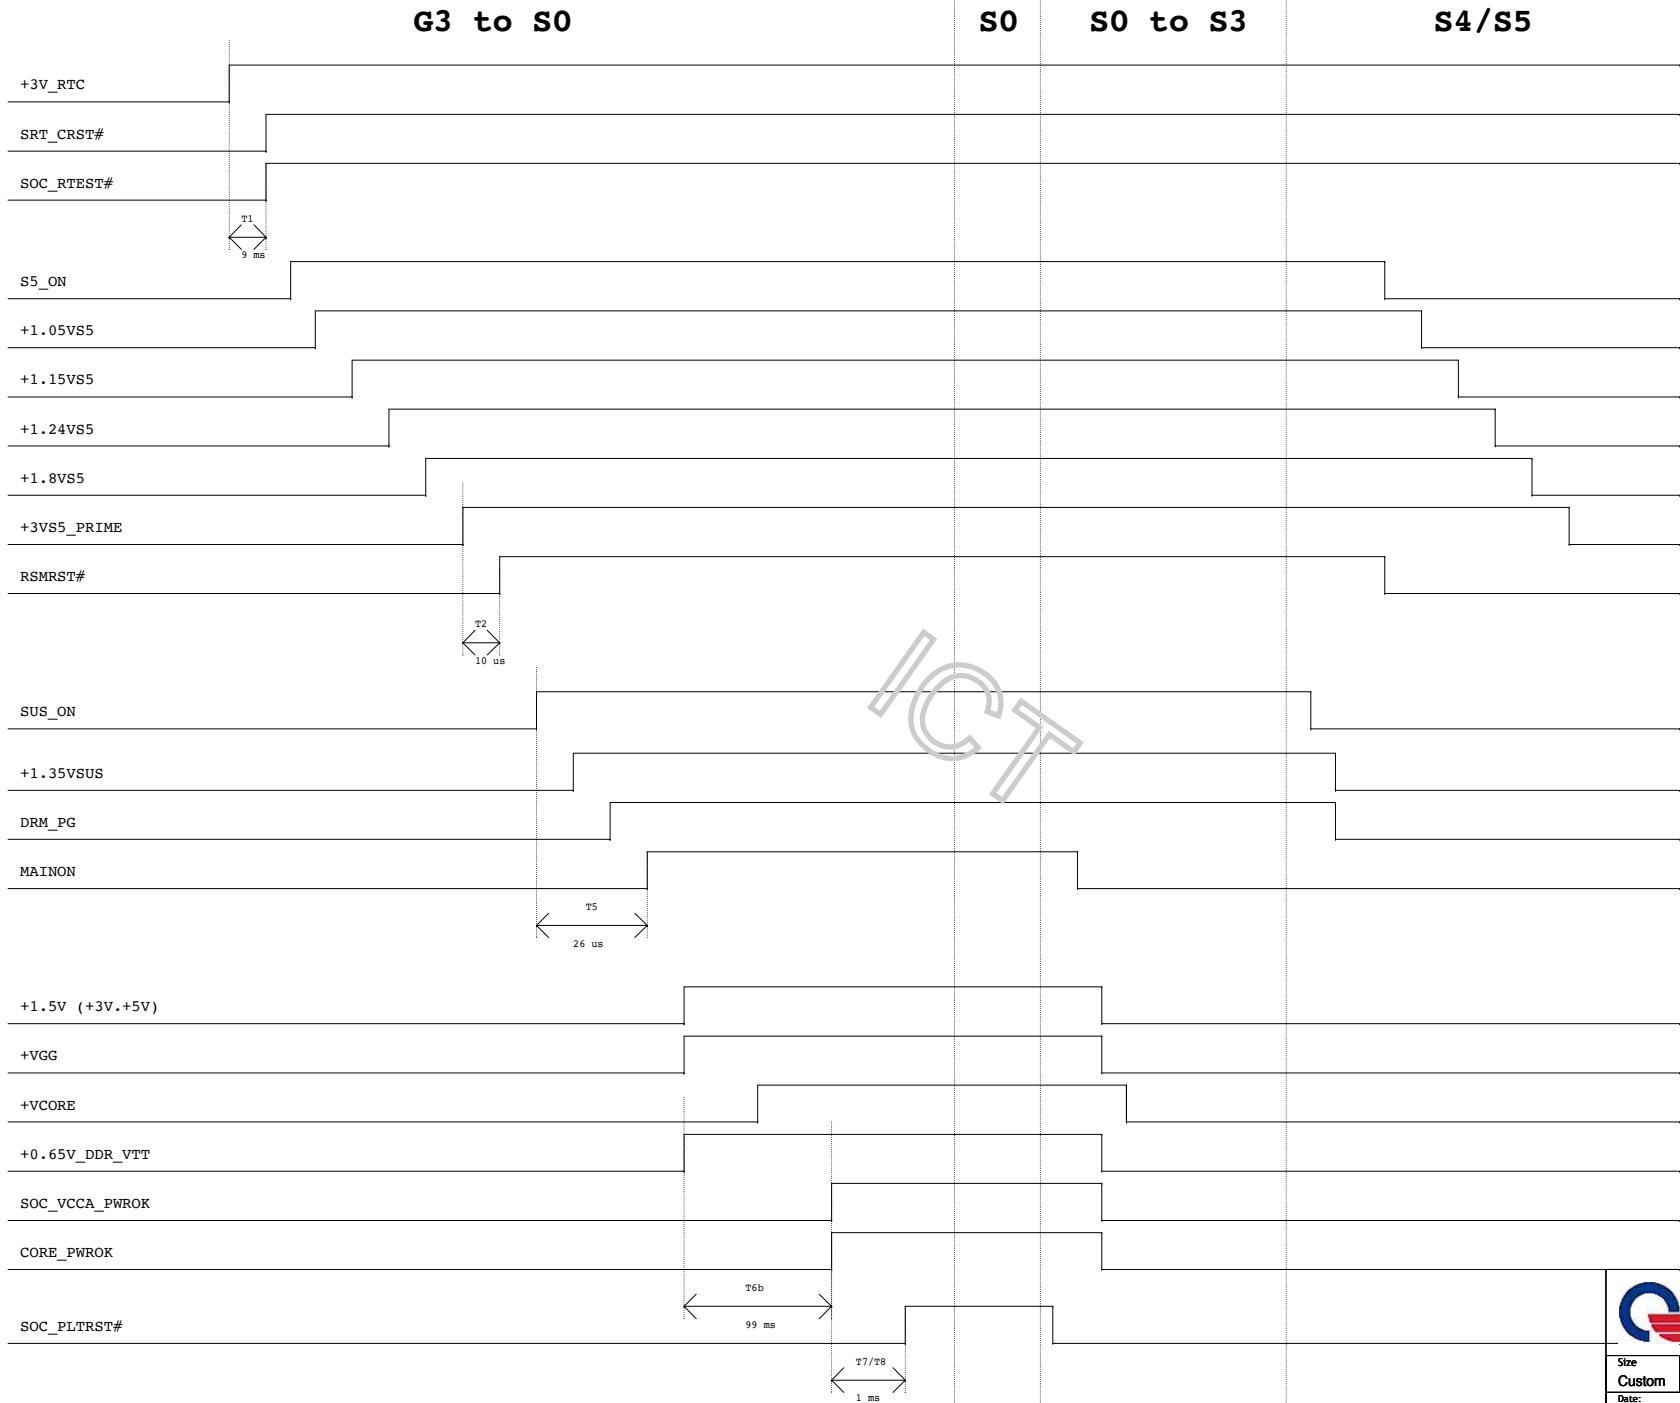 G3 to S0 S0 S0 to S3 S4/S5
+3V_RTC
SRT_CRST#
SOC_RTEST#
T1
9 ms
S5_ON
+1.05VS5
+1.15VS5
+1.24VS5
+1.8VS5
+3VS5_PRIME
RSMRST#
T2
10 us
ICT
SUS_ON
+1.35VSUS
DRM_PG
MAINON
T5
26 us
+1.5V (+3V.+5V)
+VGG
+VCORE
+0.65V_DDR_VTT
SOC_VCCA_PWROK
CORE_PWROK
T6b
99 ms
SOC_PLTRST#
T7/T8
1 ms
Size
Custom
Date: